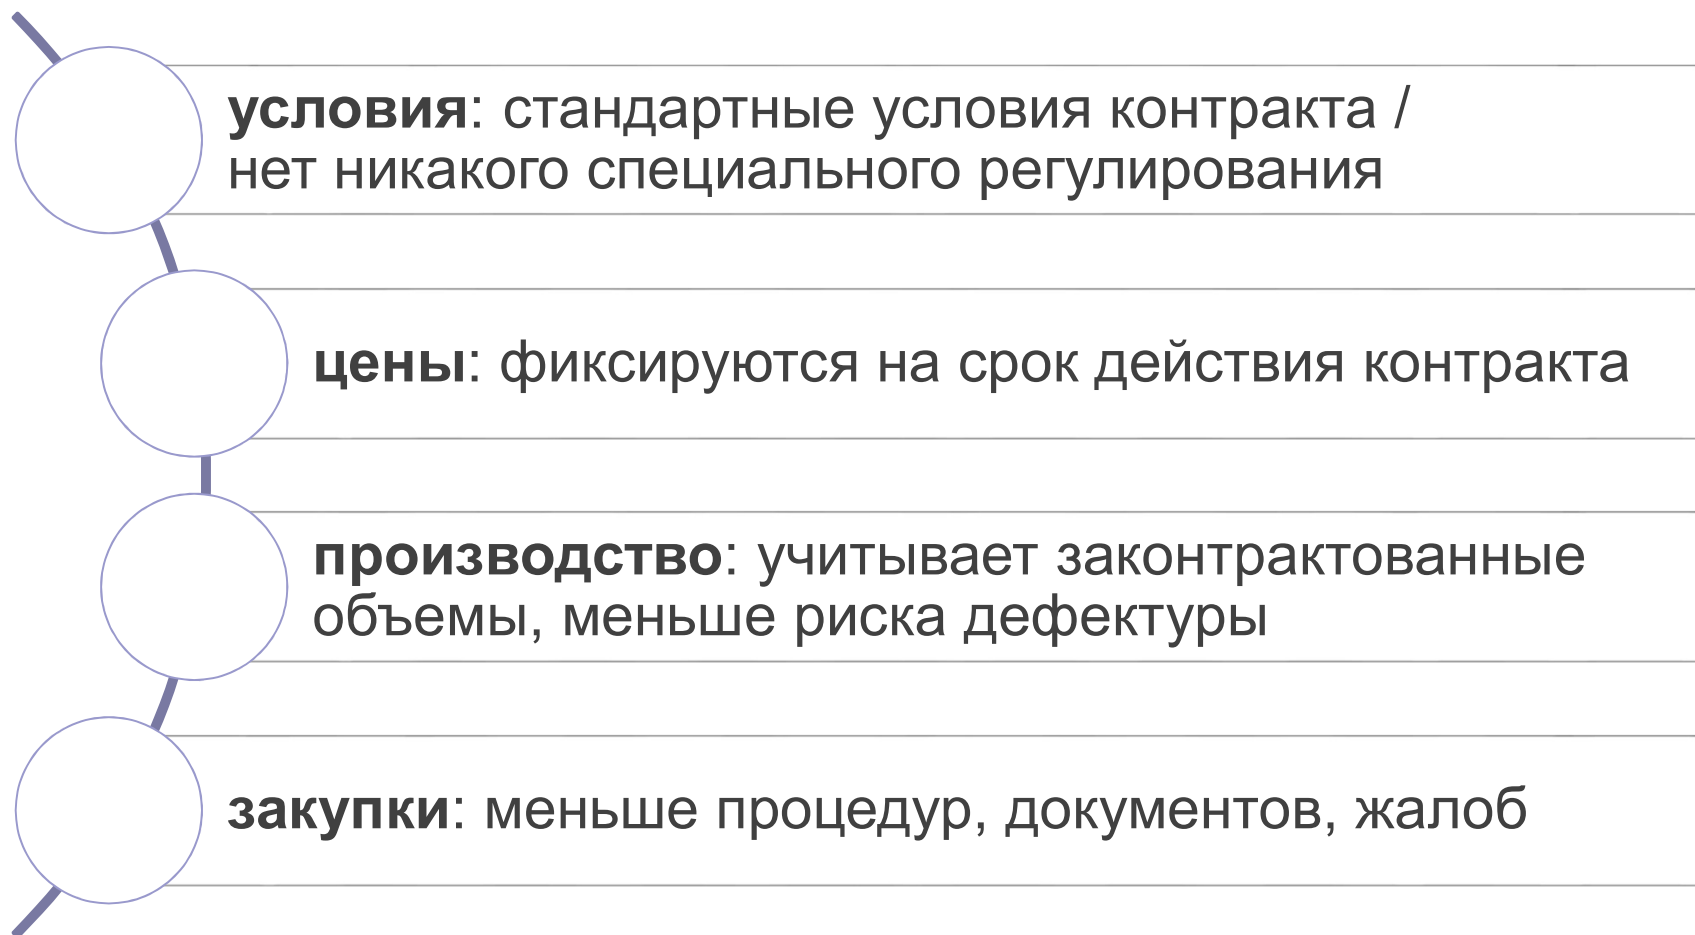 условия: стандартные условия контракта /
нет никакого специального регулирования
цены: фиксируются на срок действия контракта
производство: учитывает законтрактованные
объемы, меньше риска дефектуры
закупки: меньше процедур, документов, жалоб